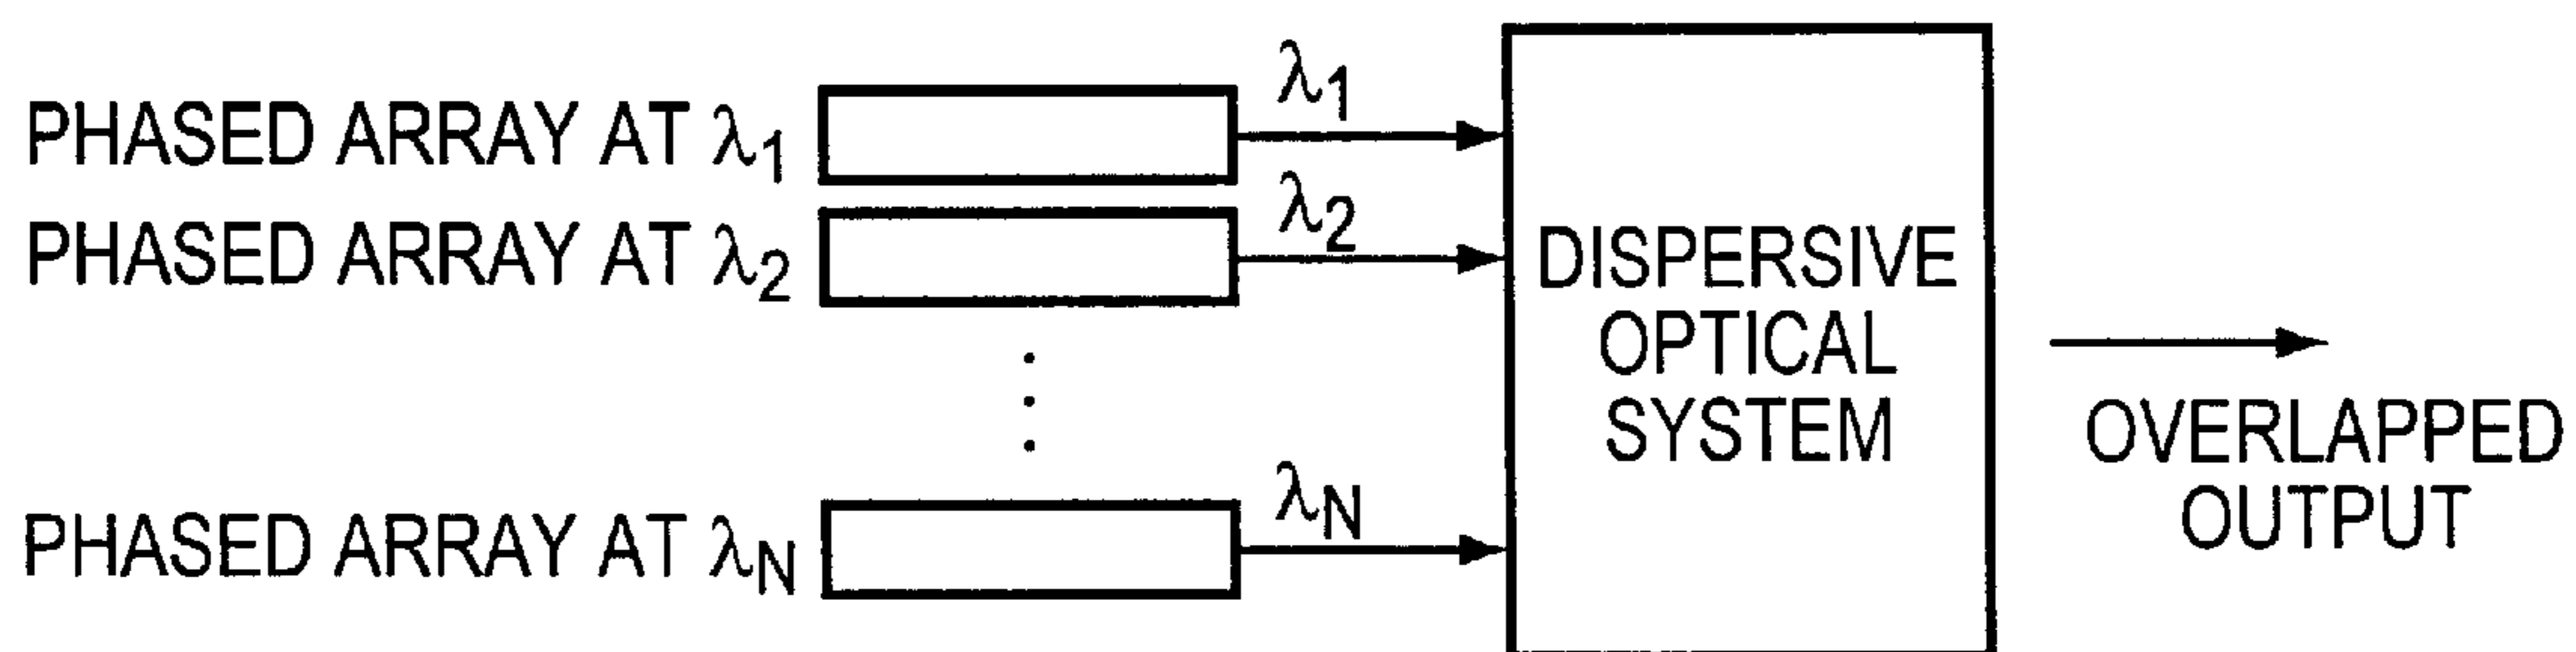 PHASED ARRAY AT λ1
λ1
PHASED ARRAY AT λ2
λ2
PHASED ARRAY AT λN
λN
DISPERSIVE
OPTICAL
SYSTEM
OVERLAPPED
OUTPUT